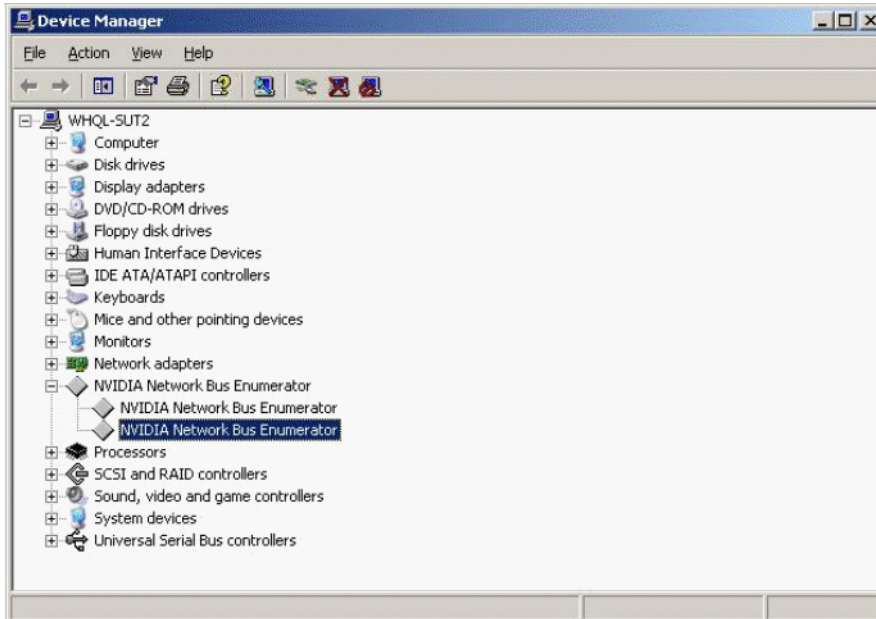 Device Manager
File Action View Help
WHQL-SUT2
Computer
Disk drives
Display adapters
DVD/CD-ROM drives
Floppy disk drives
Human Interface Devices
IDE ATA/ATAPI controllers
Keyboards
Mice and other pointing devices
Monitors
Network adapters
NVIDIA Network Bus Enumerator
NVIDIA Network Bus Enumerator
NVIDIA Network Bus Enumerator
Processors
SCSI and RAID controllers
Sound, video and game controllers
System devices
Universal Serial Bus controllers